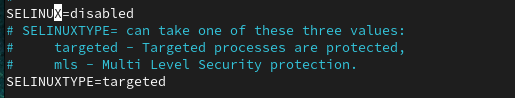 SELINUX=disabled
# SELINUXTYPE= can take one of these three values:
#     targeted - Targeted processes are protected,
#     mls - Multi Level Security protection.
SELINUXTYPE=targeted